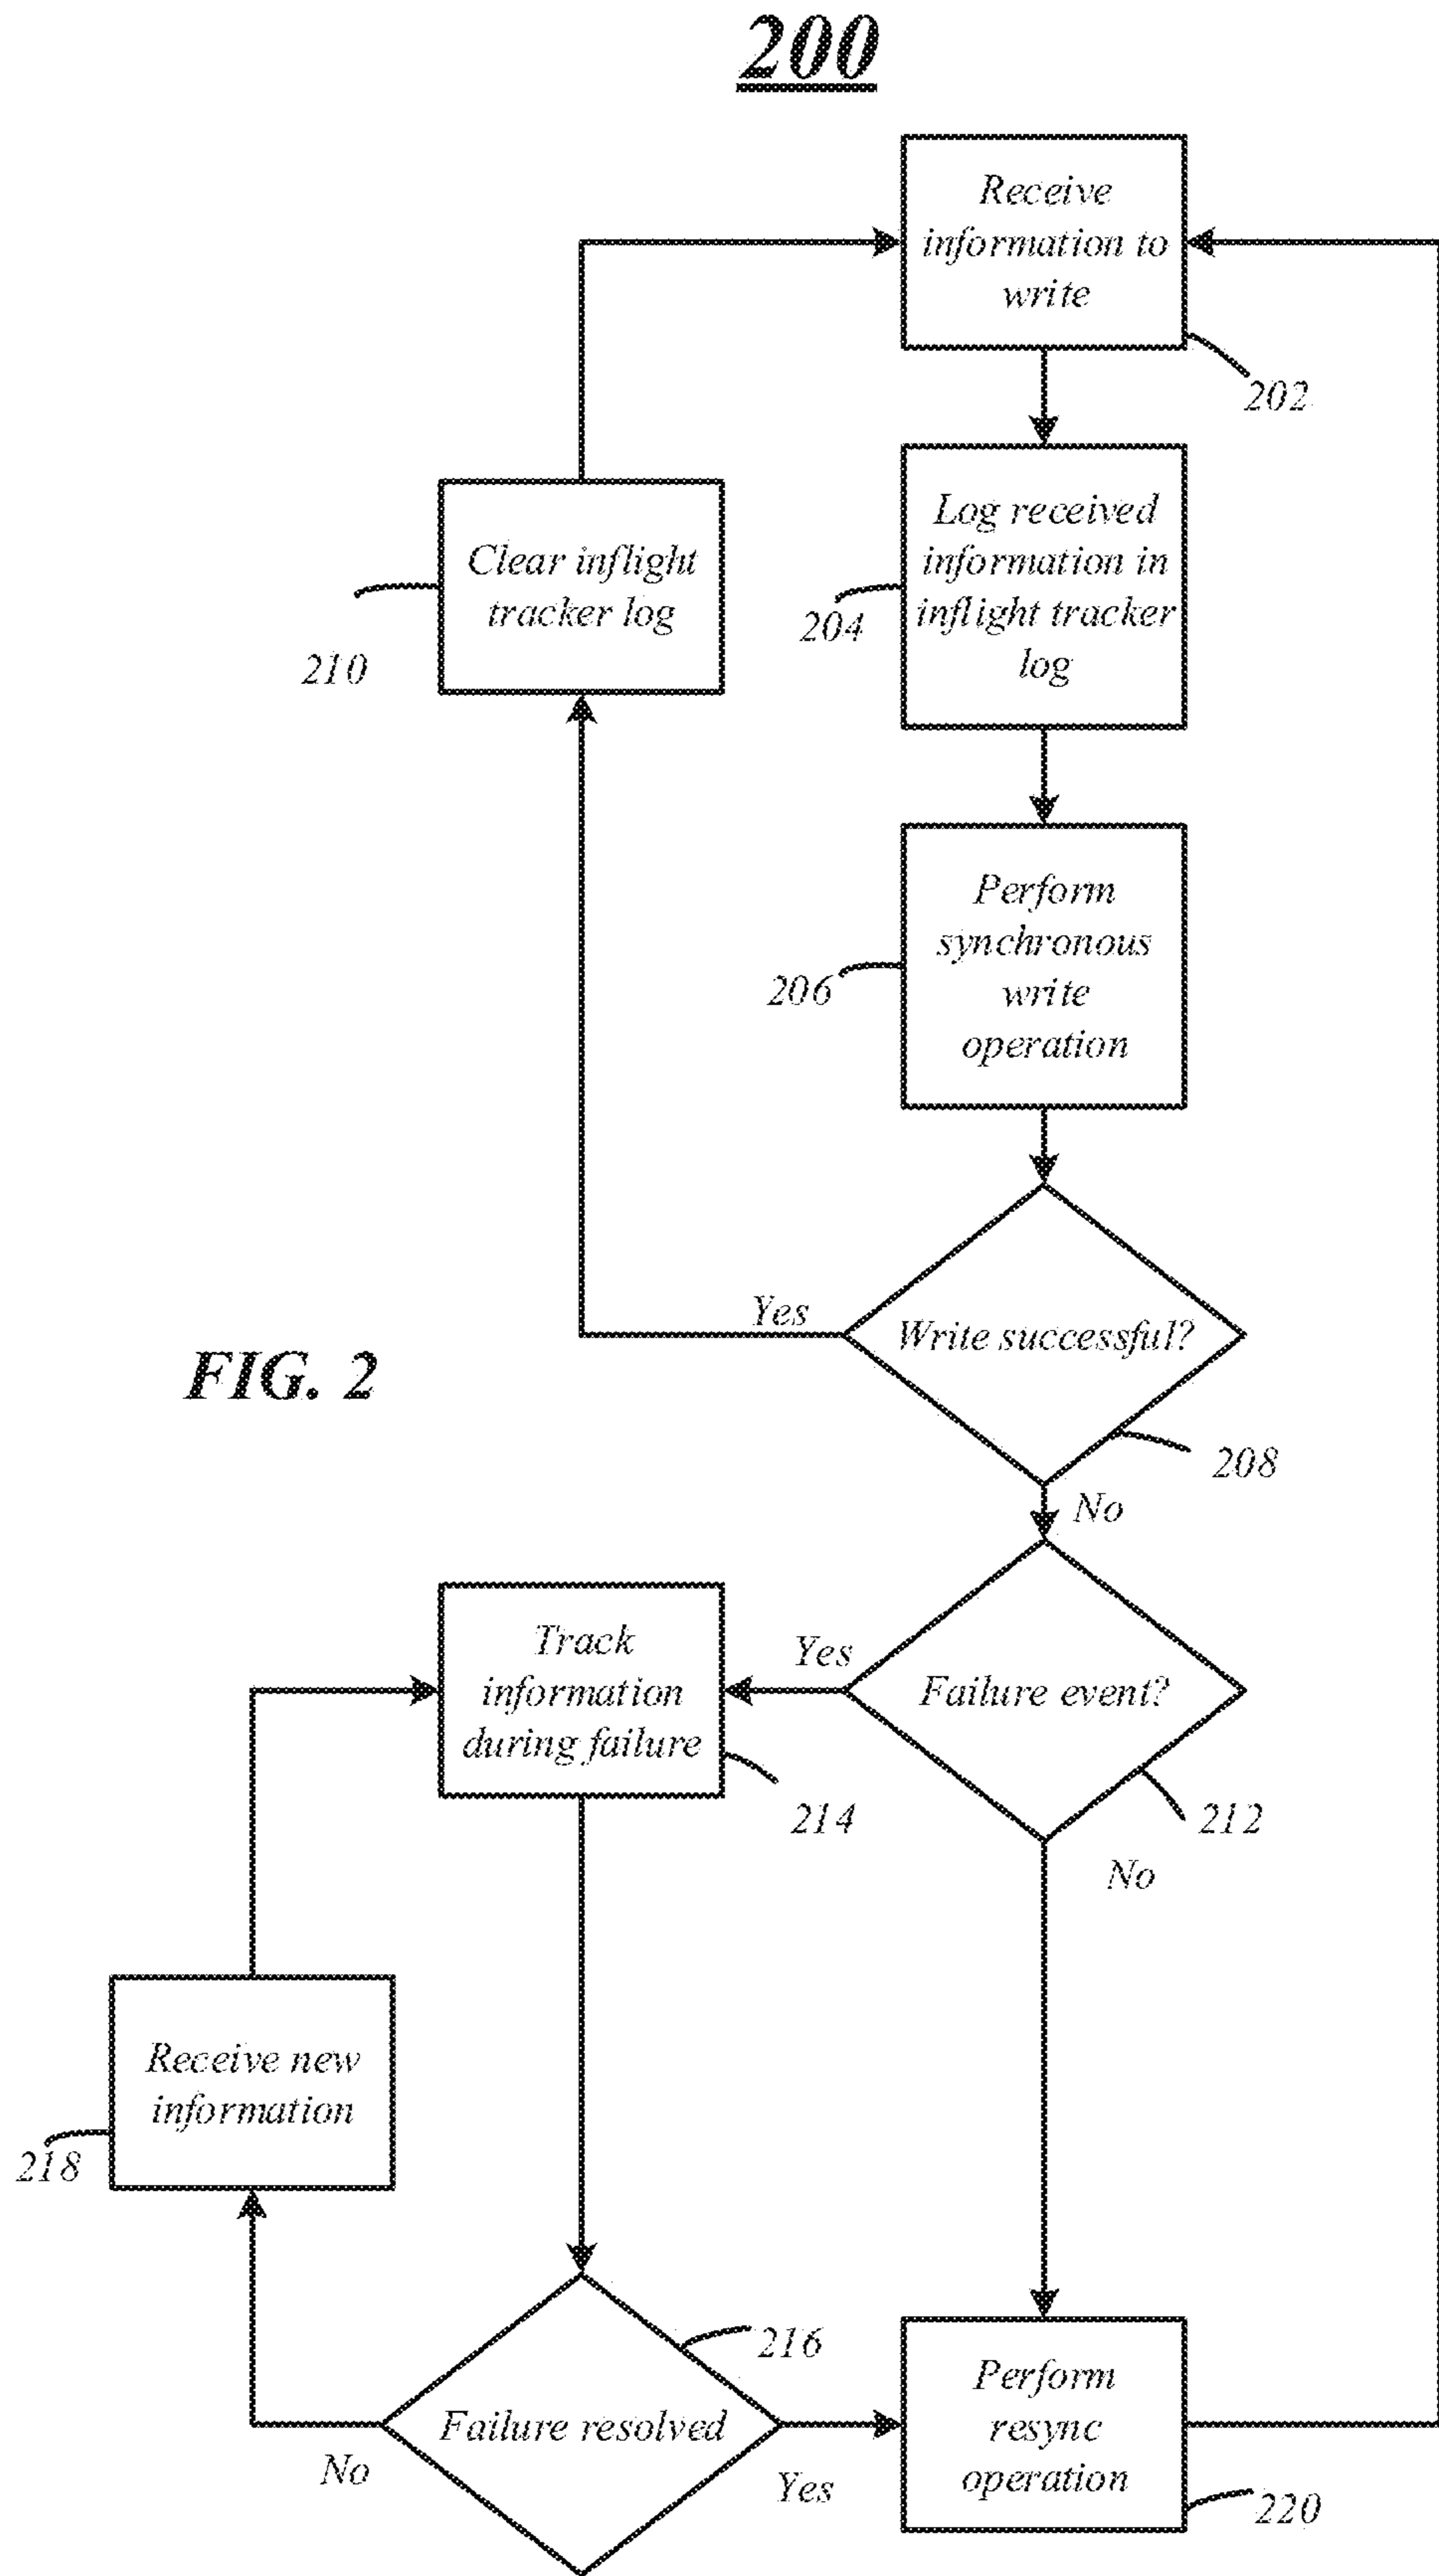 200
Receive
information to
write
202
Log received
information in
inflight tracker
log
204
Clear inflight
tracker log
210
Perform
synchronous
write
operation
206
Yes
Write successful?
FIG. 2
208
No
Track
information
during failure
Yes
Failure event?
214
212
No
Receive new
information
218
216
Failure resolved
No
Yes
Perform
resync
operation
220